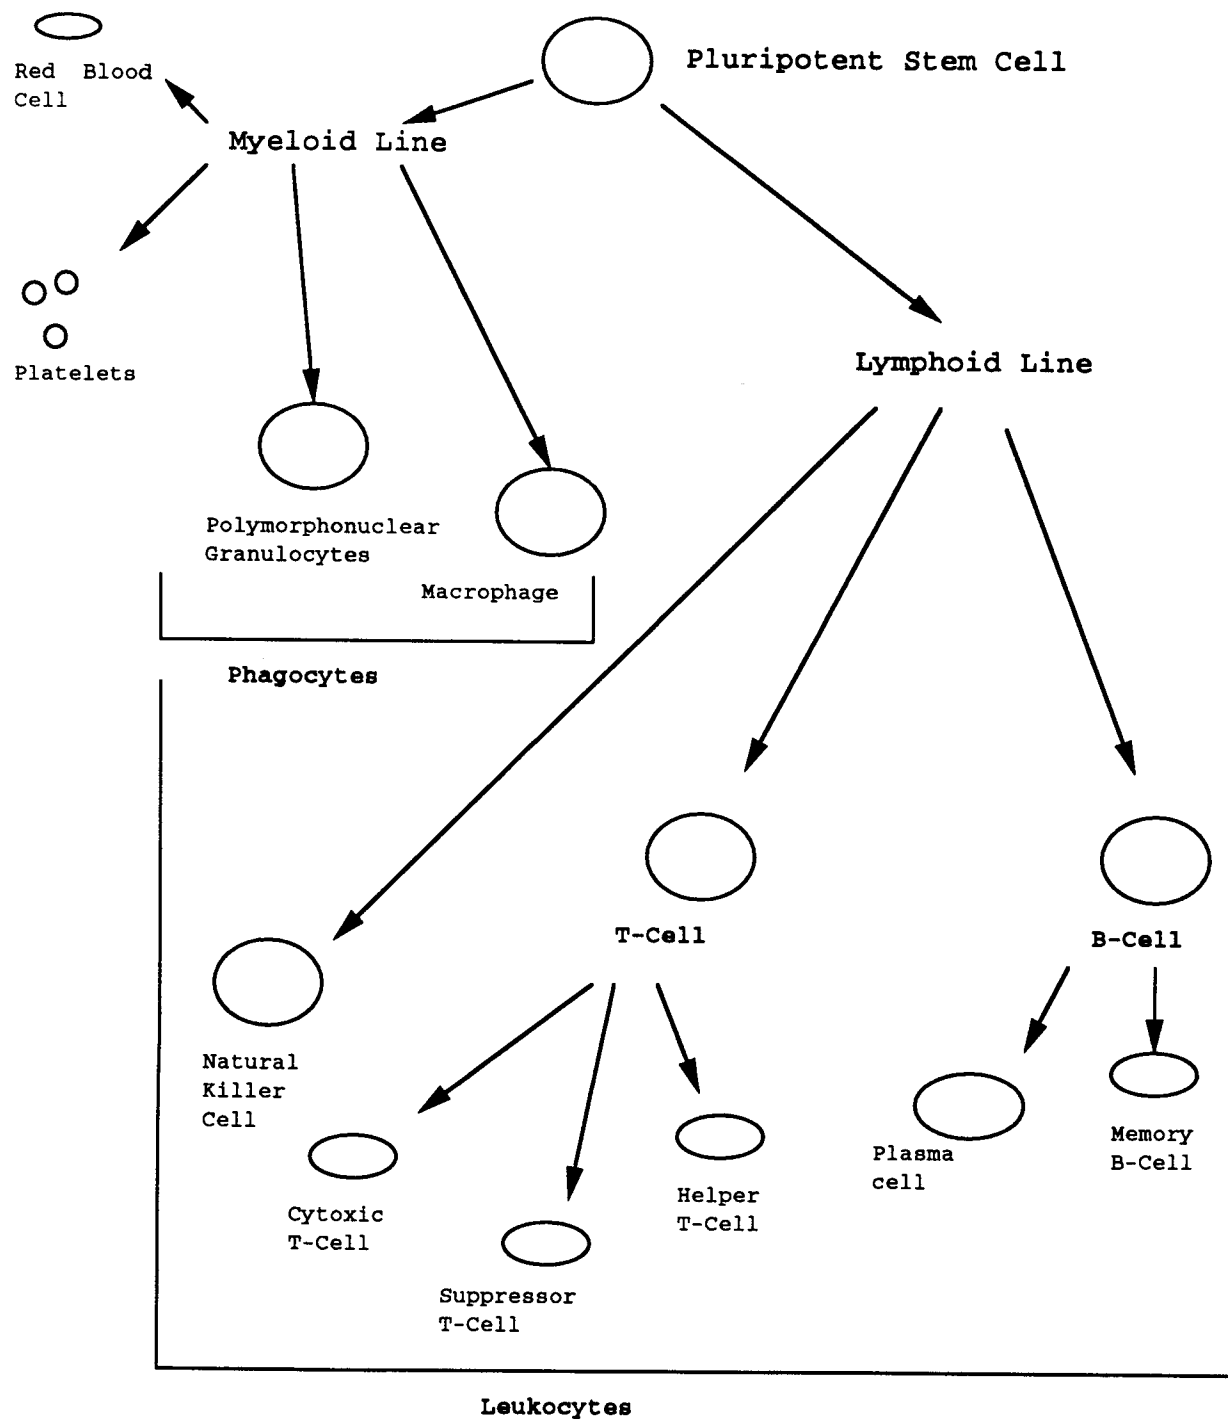 Pluripotent Stem Cell
Red Blood
Cell
Myeloid Line
Platelets
Lymphoid Line
Polymorphonuclear
Granulocytes
Macrophage
Phagocytes
T-Cell
B-Cell
Natural
Killer
Cell
Cytoxic
T-Cell
Suppressor
T-Cell
Helper
T-Cell
Plasma
cell
Memory
B-Cell
Leukocytes